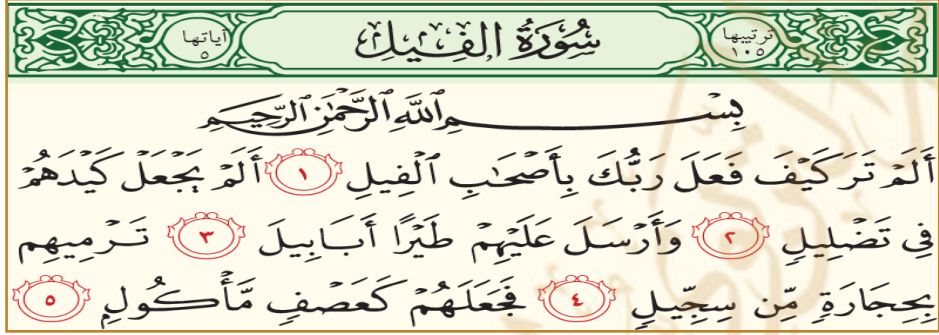 ترتيبها ١٠٥ سُورَةُ الفِيلِ آياتها ٥
بِسْمِ ٱللَّهِ ٱلرَّحْمَٰنِ ٱلرَّحِيمِ
أَلَمْ تَرَ كَيْفَ فَعَلَ رَبُّكَ بِأَصْحَٰبِ ٱلْفِيلِ ١ أَلَمْ يَجْعَلْ كَيْدَهُمْ
فِى تَضْلِيلٍ ٢ وَأَرْسَلَ عَلَيْهِمْ طَيْرًا أَبَابِيلَ ٣ تَرْمِيهِم
بِحِجَارَةٍ مِّن سِجِّيلٍ ٤ فَجَعَلَهُمْ كَعَصْفٍ مَّأْكُولٍ ٥